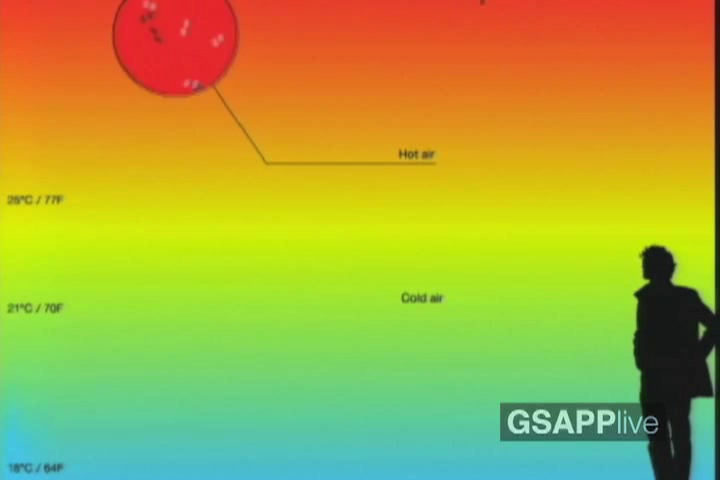 Hot air
25°C / 77F
Cold air
21°C / 70F
GSAPPlive
18°C / 64F